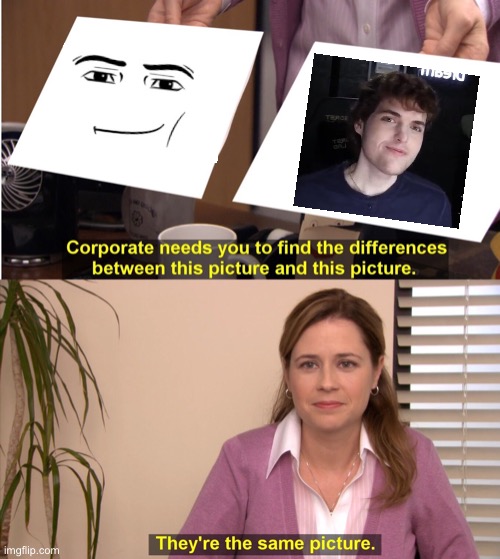 Corporate needs you to find the differences
between this picture and this picture.
They're the same picture.
imgflip.com